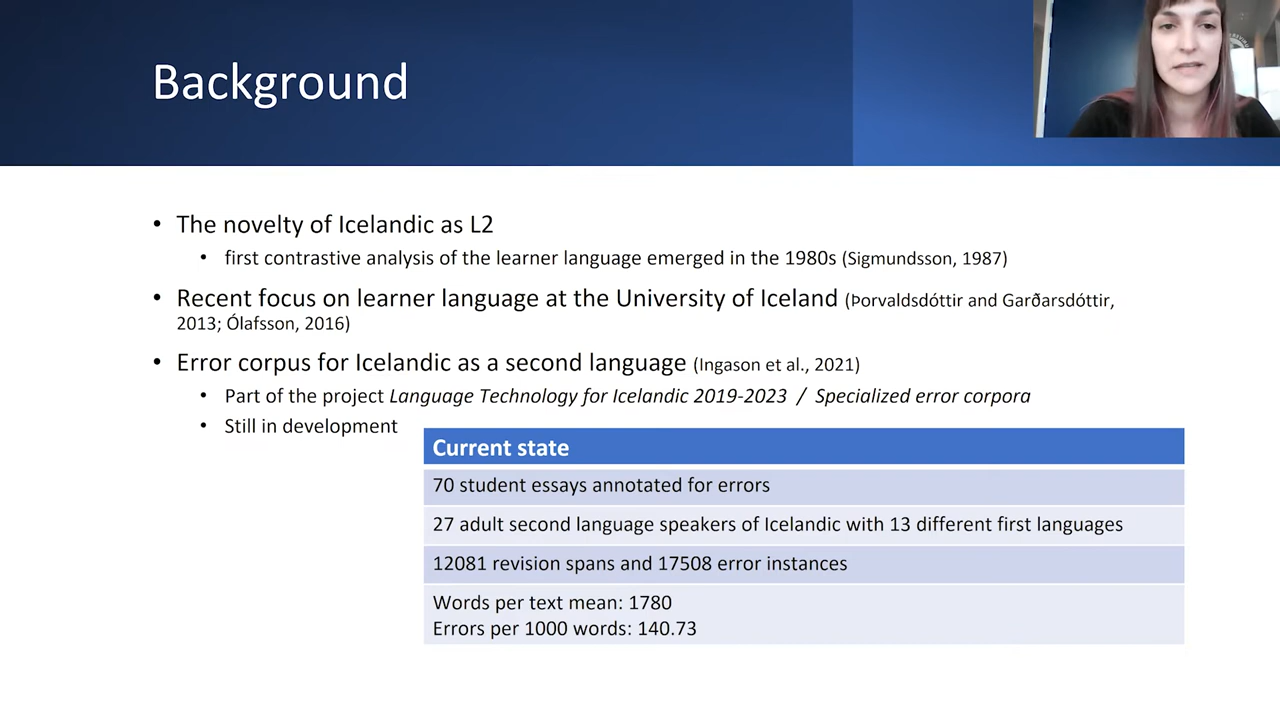 Background
• The novelty of Icelandic as L2
• first contrastive analysis of the learner language emerged in the 1980s (Sigmundsson, 1987)
• Recent focus on learner language at the University of Iceland (Þorvaldsdóttir and Garðarsdóttir,
2013; Ólafsson, 2016)
• Error corpus for Icelandic as a second language (Ingason et al., 2021)
• Part of the project Language Technology for Icelandic 2019-2023 / Specialized error corpora
• Still in development
Current state
70 student essays annotated for errors
27 adult second language speakers of Icelandic with 13 different first languages
12081 revision spans and 17508 error instances
Words per text mean: 1780
Errors per 1000 words: 140.73